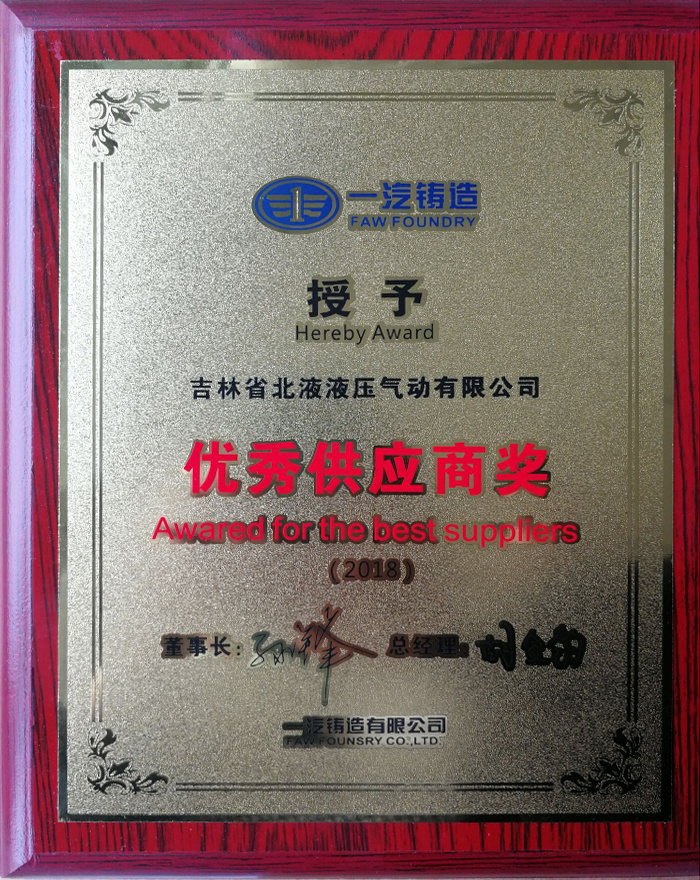 一汽铸造
FAW FOUNDRY
授予
Hereby Award
吉林省北液液压气动有限公司
优秀供应商奖
Awared for the best suppliers
(2018)
董事长: 总经理:
一汽铸造有限公司
FAW FOUNSRY CO.,LTD.